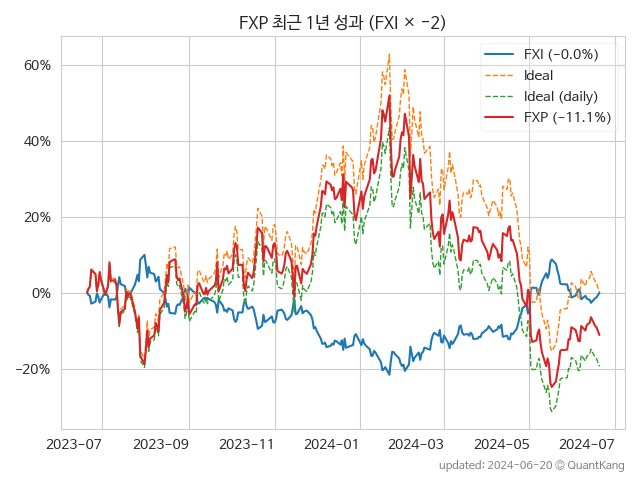 FXP 최근 1년 성과 (FXI × −2)
FXI (−0.0%)
Ideal
Ideal (daily)
FXP (−11.1%)
60%
40%
20%
0%
−20%
2023-07
2023-09
2023-11
2024-01
2024-03
2024-05
2024-07
updated: 2024-06-20 © QuantKang